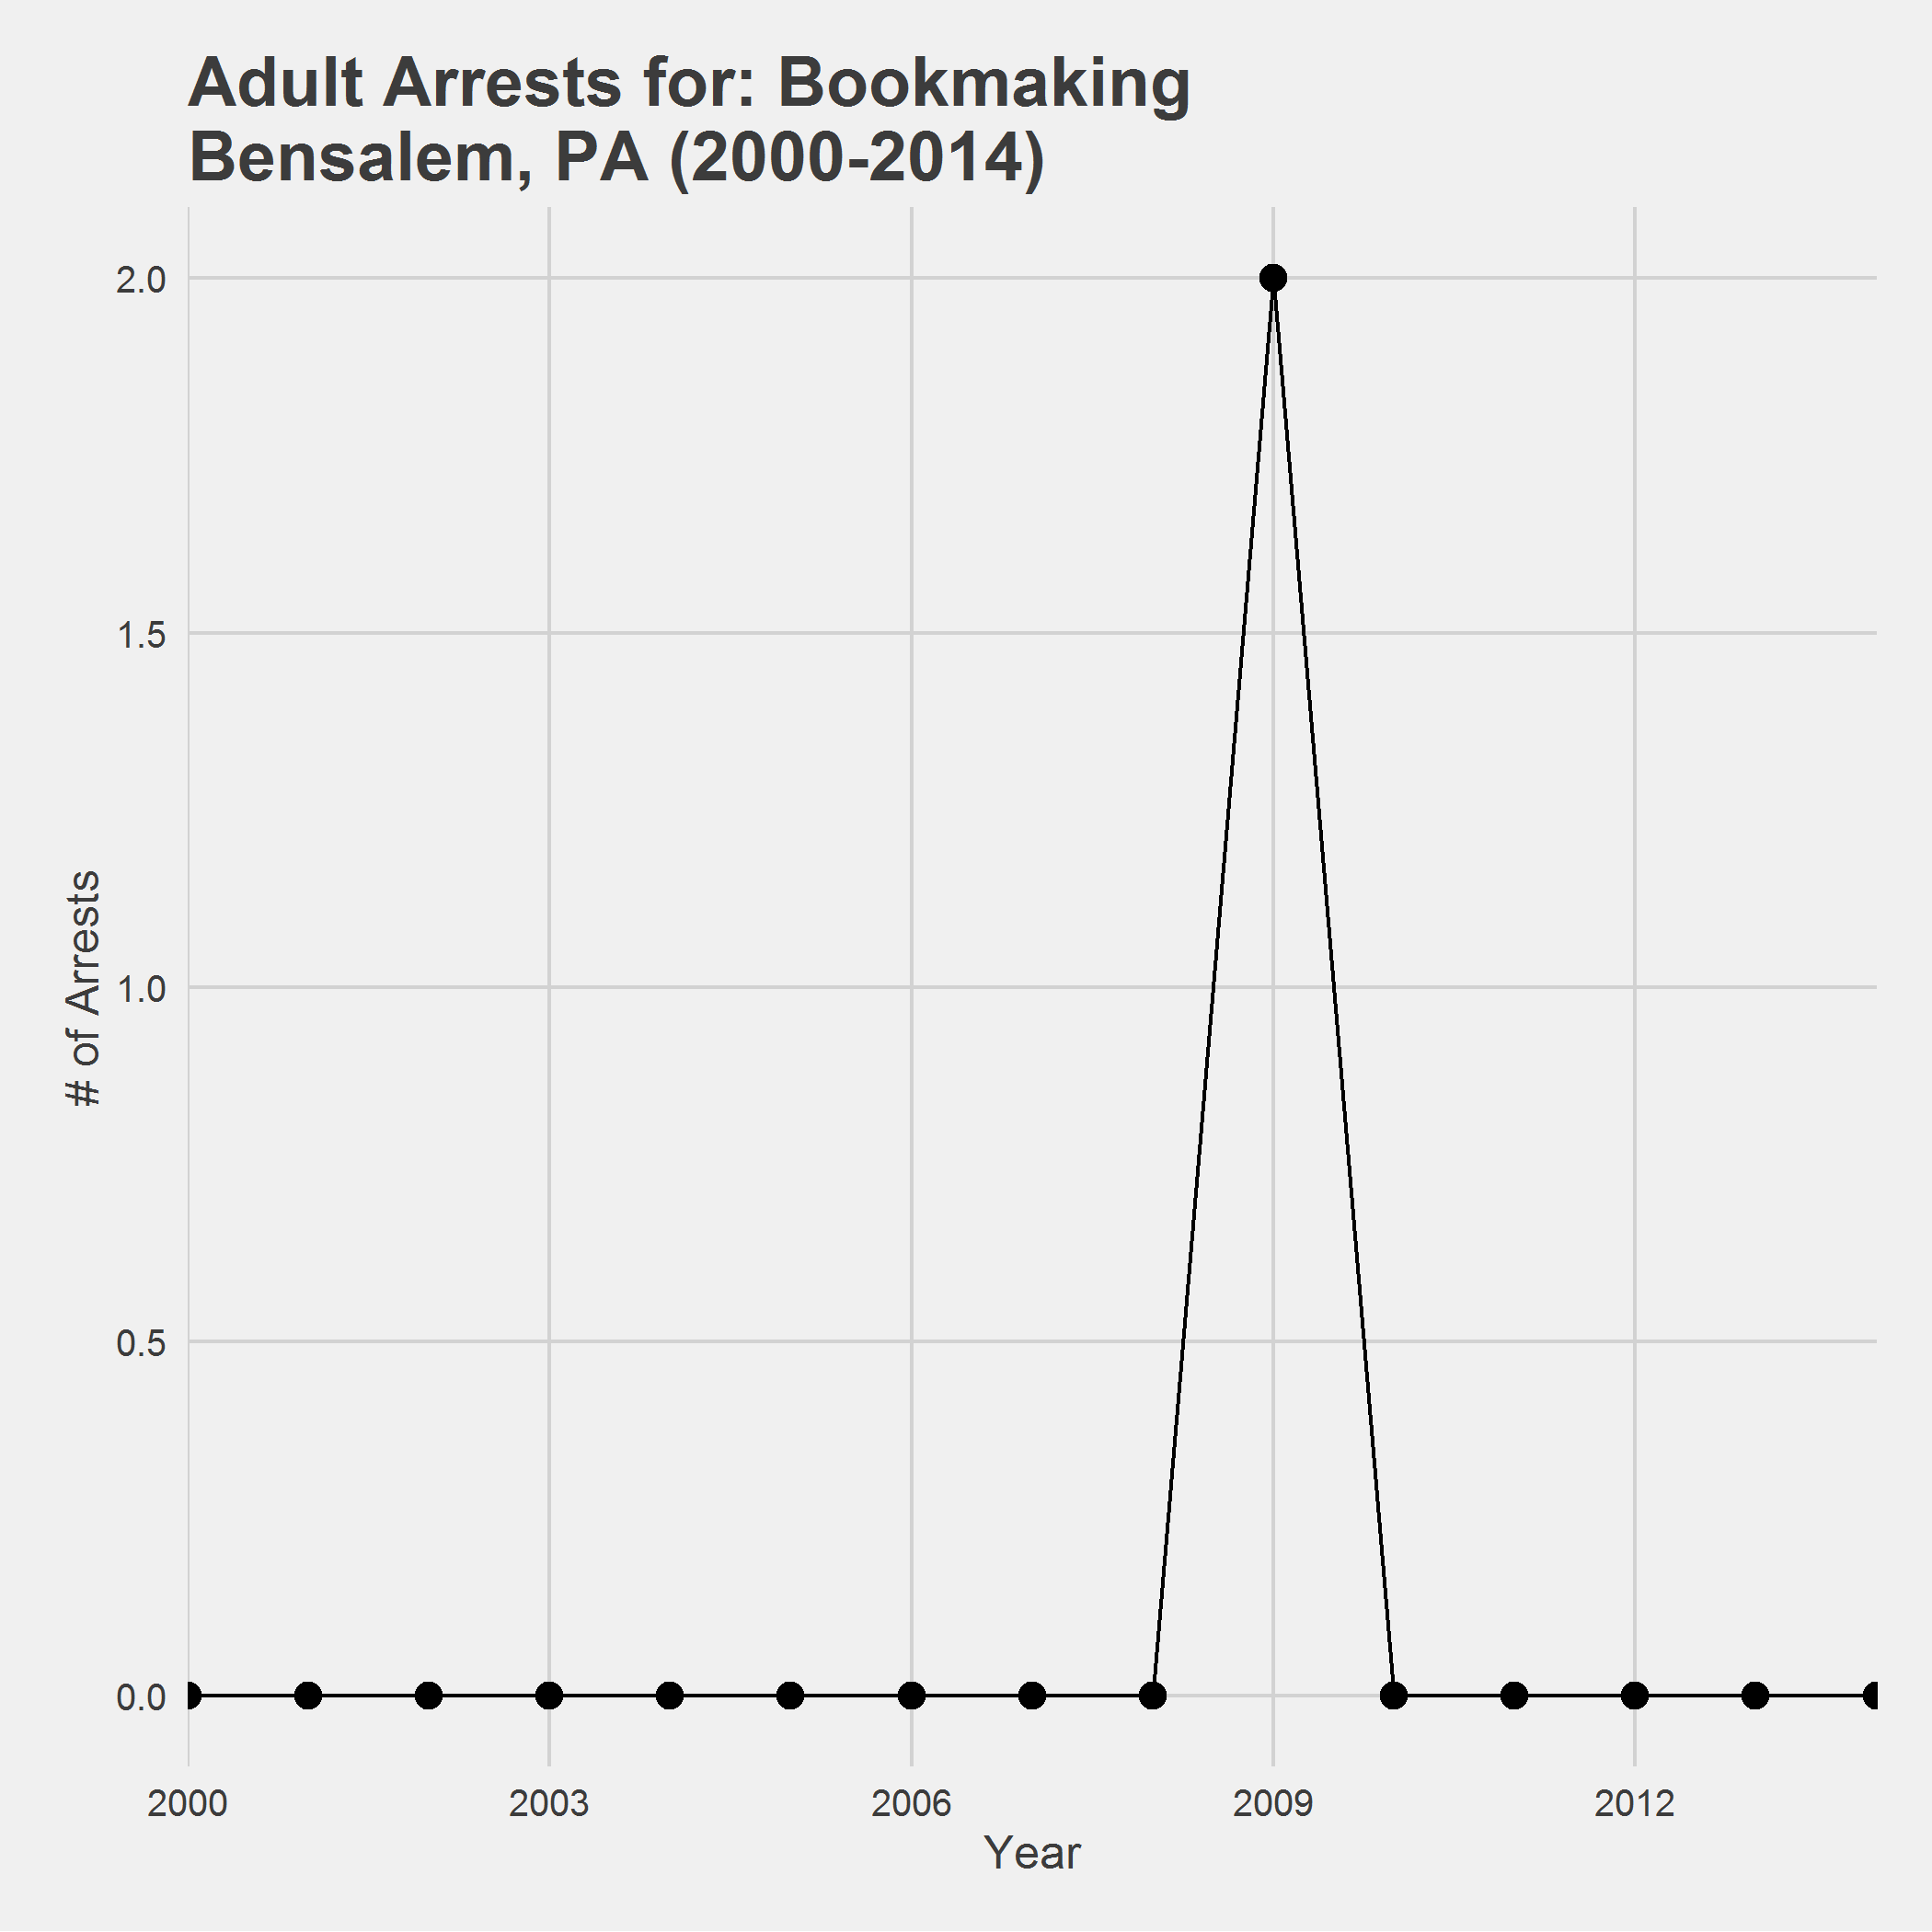 Adult Arrests for: Bookmaking
Bensalem, PA (2000-2014)
2.0
1.5
1.0
0.5
0.0
# of Arrests
2000 2003 2006 2009 2012
Year